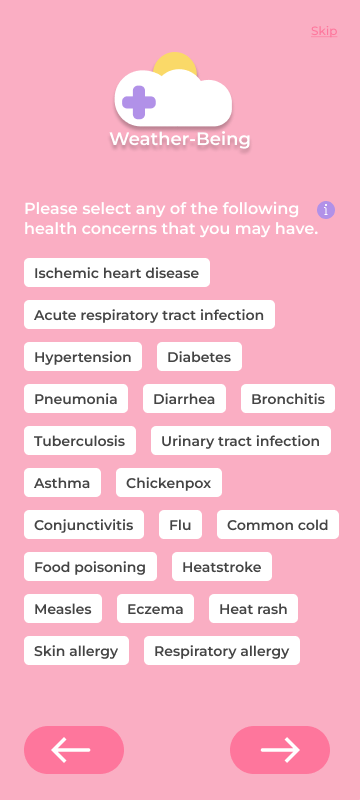 Skip
Weather-Being
Please select any of the following
health concerns that you may have.
i
Ischemic heart disease
Acute respiratory tract infection
Hypertension Diabetes
Pneumonia Diarrhea Bronchitis
Tuberculosis Urinary tract infection
Asthma Chickenpox
Conjunctivitis Flu Common cold
Food poisoning Heatstroke
Measles Eczema Heat rash
Skin allergy Respiratory allergy